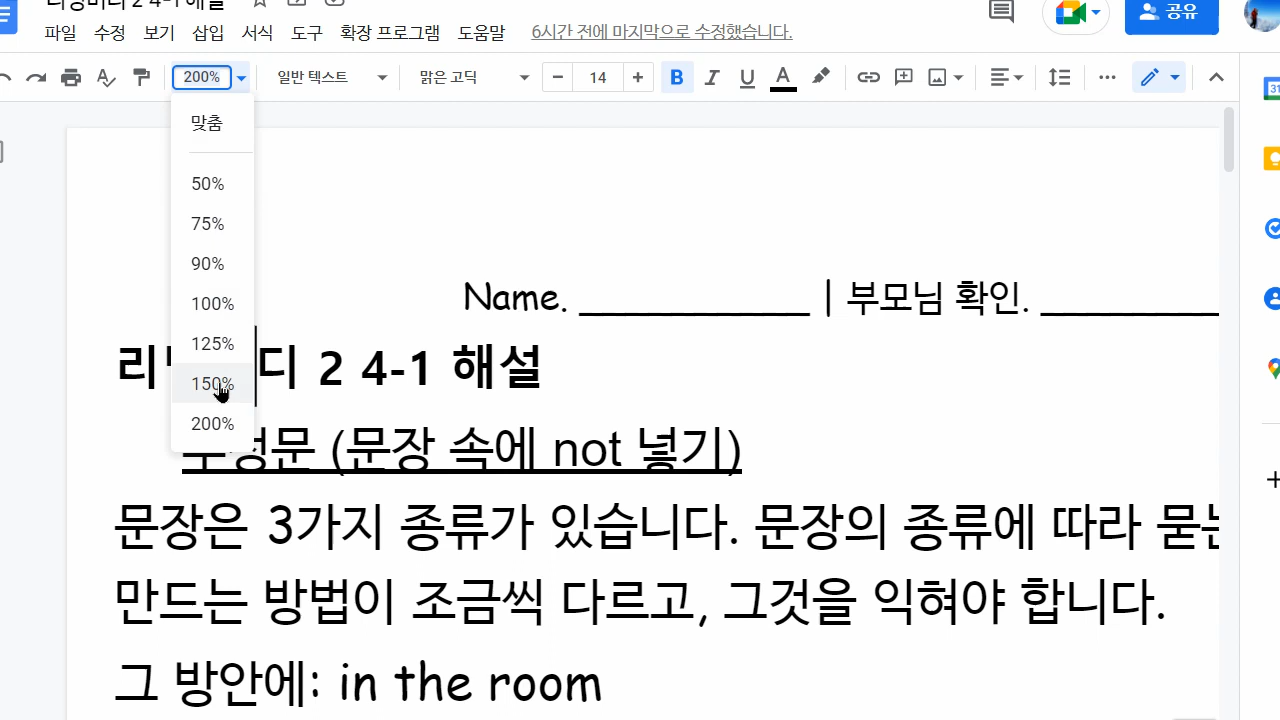 2 4-1 해설
파일 수정 보기 삽입 서식 도구 확장 프로그램 도움말 6시간 전에 마지막으로 수정했습니다. 공유
200% 일반 텍스트 맑은 고딕 - 14 + B I U A
맞춤
50%
75%
90%
100%
125%
150%
200%
Name. __________ | 부모님 확인. ________
디 2 4-1 해설
(문장 속에 not 넣기)
문장은 3가지 종류가 있습니다. 문장의 종류에 따라
만드는 방법이 조금씩 다르고, 그것을 익혀야 합니다.
그 방안에: in the room